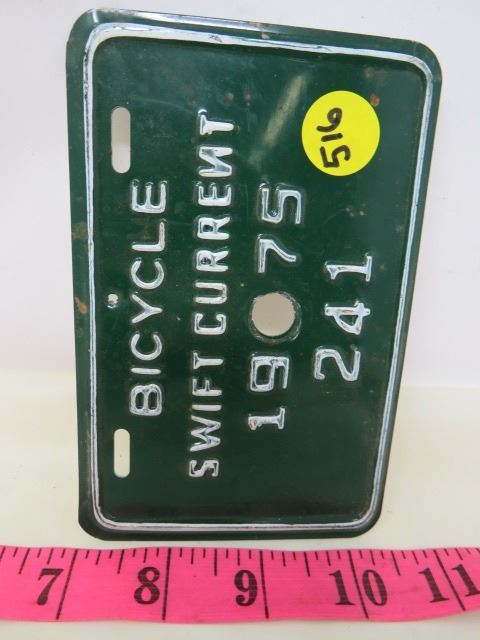 BICYCLE
SWIFT CURRENT
1975
241
516
7 8 9 10 11